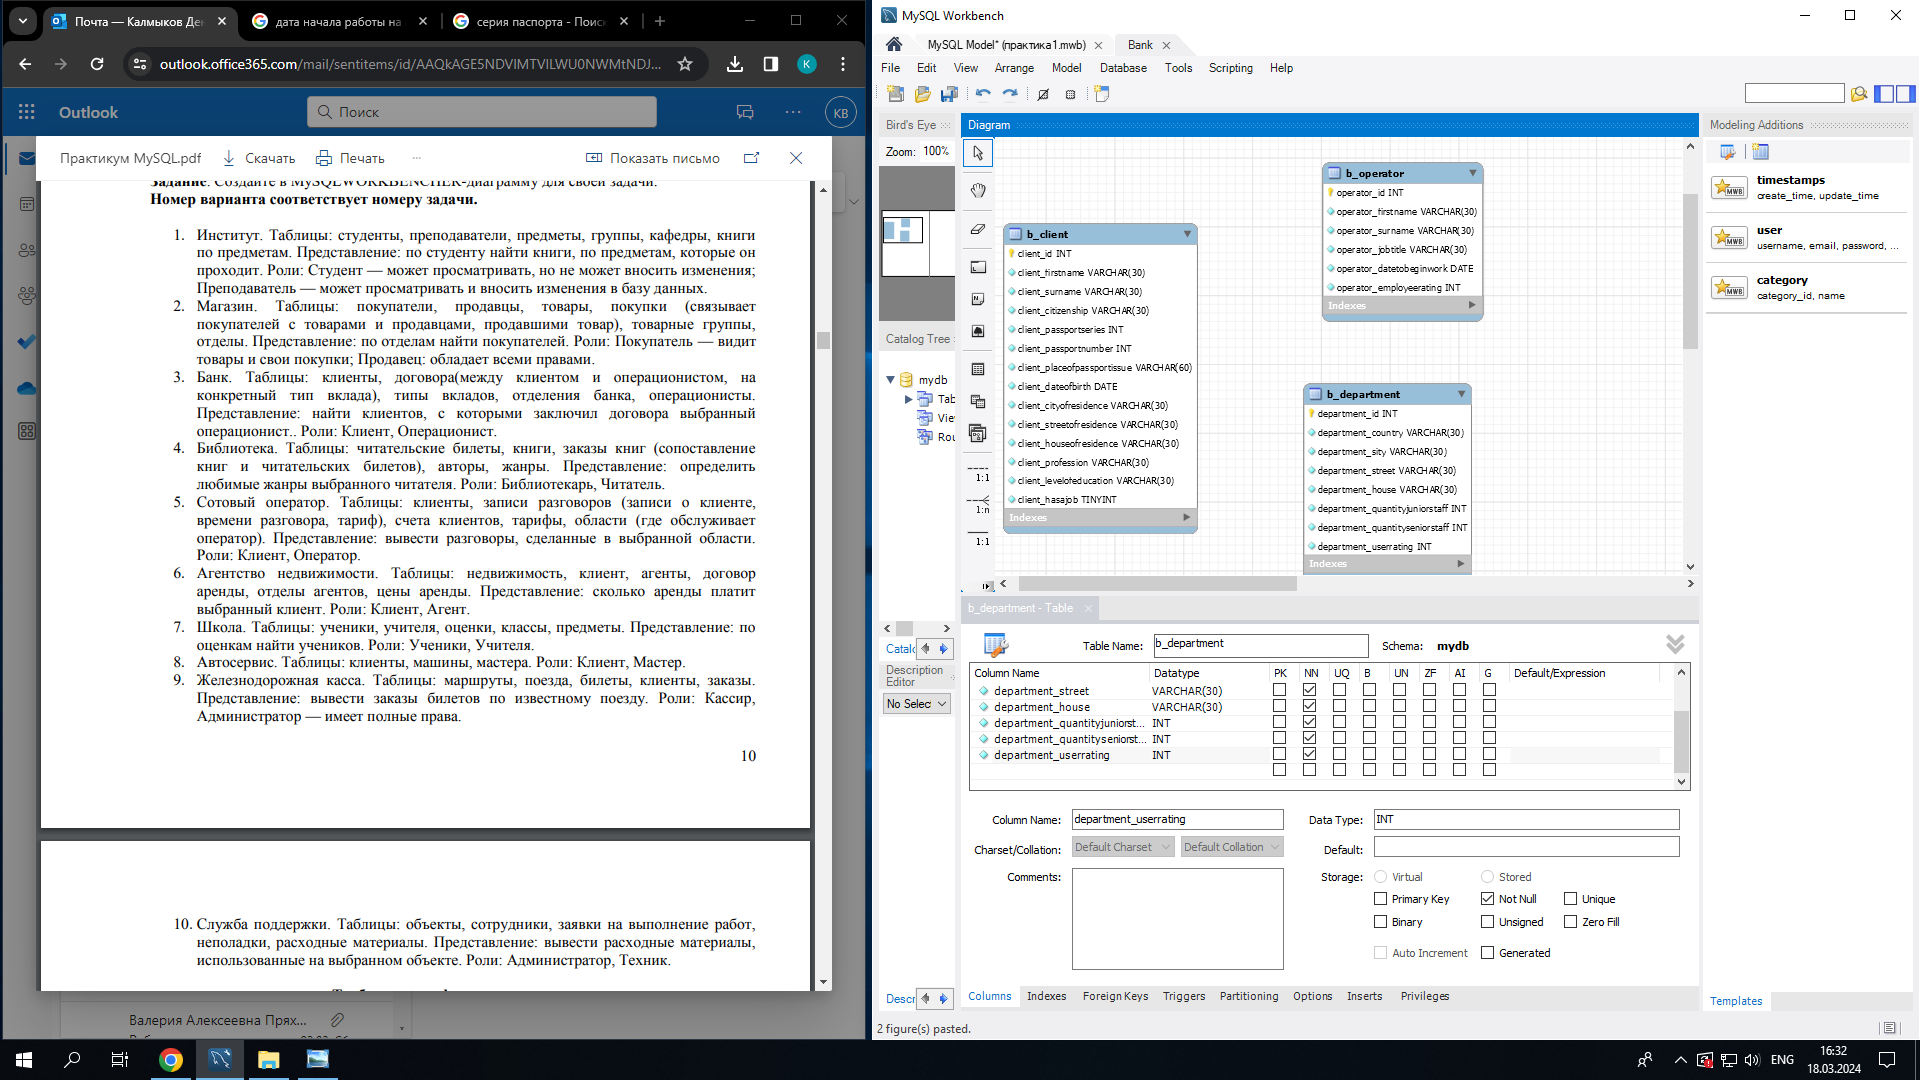 Почта — Калмыков Ден
дата начала работы на
серия паспорта - Поис
outlook.office365.com/mail/sentitems/id/AAQkAGE5NDVlMTVlLWU0NWMtNDJ...
K
Outlook
Поиск
КВ
Практикум MySQL.pdf
Скачать
Печать
Показать письмо
Задание. Создайте в MySQLWORKBENCHER-диаграмму для своей задачи.
Номер варианта соответствует номеру задачи.
1. Институт. Таблицы: студенты, преподаватели, предметы, группы, кафедры, книги
по предметам. Представление: по студенту найти книги, по предметам, которые он
проходит. Роли: Студент — может просматривать, но не может вносить изменения;
Преподаватель — может просматривать и вносить изменения в базу данных.
2. Магазин. Таблицы: покупатели, продавцы, товары, покупки (связывает
покупателей с товарами и продавцами, продавшими товар), товарные группы,
отделы. Представление: по отделам найти покупателей. Роли: Покупатель — видит
товары и свои покупки; Продавец: обладает всеми правами.
3. Банк. Таблицы: клиенты, договора(между клиентом и операционистом, на
конкретный тип вклада), типы вкладов, отделения банка, операционисты.
Представление: найти клиентов, с которыми заключил договора выбранный
операционист.. Роли: Клиент, Операционист.
4. Библиотека. Таблицы: читательские билеты, книги, заказы книг (сопоставление
книг и читательских билетов), авторы, жанры. Представление: определить
любимые жанры выбранного читателя. Роли: Библиотекарь, Читатель.
5. Сотовый оператор. Таблицы: клиенты, записи разговоров (записи о клиенте,
времени разговора, тариф), счета клиентов, тарифы, области (где обслуживает
оператор). Представление: вывести разговоры, сделанные в выбранной области.
Роли: Клиент, Оператор.
6. Агентство недвижимости. Таблицы: недвижимость, клиент, агенты, договор
аренды, отделы агентов, цены аренды. Представление: сколько аренды платит
выбранный клиент. Роли: Клиент, Агент.
7. Школа. Таблицы: ученики, учителя, оценки, классы, предметы. Представление: по
оценкам найти учеников. Роли: Ученики, Учителя.
8. Автосервис. Таблицы: клиенты, машины, мастера. Роли: Клиент, Мастер.
9. Железнодорожная касса. Таблицы: маршруты, поезда, билеты, клиенты, заказы.
Представление: вывести заказы билетов по известному поезду. Роли: Кассир,
Администратор — имеет полные права.
10
10. Служба поддержки. Таблицы: объекты, сотрудники, заявки на выполнение работ,
неполадки, расходные материалы. Представление: вывести расходные материалы,
использованные на выбранном объекте. Роли: Администратор, Техник.
Валерия Алексеевна Прях...
MySQL Workbench
MySQL Model* (практика1.mwb)
Bank
File Edit View Arrange Model Database Tools Scripting Help
Bird's Eye
Zoom: 100%
Catalog Tree
mydb
Tab
Vie
Rou
Catalc
Description
Editor
No Selec
Descr
Diagram
1:1
1:n
1:1
b_client
client_id INT
client_firstname VARCHAR(30)
client_surname VARCHAR(30)
client_citizenship VARCHAR(30)
client_passportseries INT
client_passportnumber INT
client_placeofpassportissue VARCHAR(60)
client_dateofbirth DATE
client_cityofresidence VARCHAR(30)
client_streetofresidence VARCHAR(30)
client_houseofresidence VARCHAR(30)
client_profession VARCHAR(30)
client_levelofeducation VARCHAR(30)
client_hasajob TINYINT
Indexes
b_operator
operator_id INT
operator_firstname VARCHAR(30)
operator_surname VARCHAR(30)
operator_jobtitle VARCHAR(30)
operator_datetobeginwork DATE
operator_employeerating INT
Indexes
b_department
department_id INT
department_country VARCHAR(30)
department_sity VARCHAR(30)
department_street VARCHAR(30)
department_house VARCHAR(30)
department_quantityjuniorstaff INT
department_quantityseniorstaff INT
department_userrating INT
Indexes
Modeling Additions
MWB
timestamps
create_time, update_time
MWB
user
username, email, password, ...
MWB
category
category_id, name
Templates
b_department - Table
Table Name: b_department
Schema: mydb
Column Name Datatype PK NN UQ B UN ZF AI G Default/Expression
department_street VARCHAR(30)
department_house VARCHAR(30)
department_quantityjuniorst... INT
department_quantityseniorst... INT
department_userrating INT
Column Name: department_userrating
Data Type: INT
Charset/Collation: Default Charset Default Collation
Default:
Comments:
Storage: Virtual Stored
Primary Key Not Null Unique
Binary Unsigned Zero Fill
Auto Increment Generated
Columns Indexes Foreign Keys Triggers Partitioning Options Inserts Privileges
2 figure(s) pasted.
ENG
16:32
18.03.2024